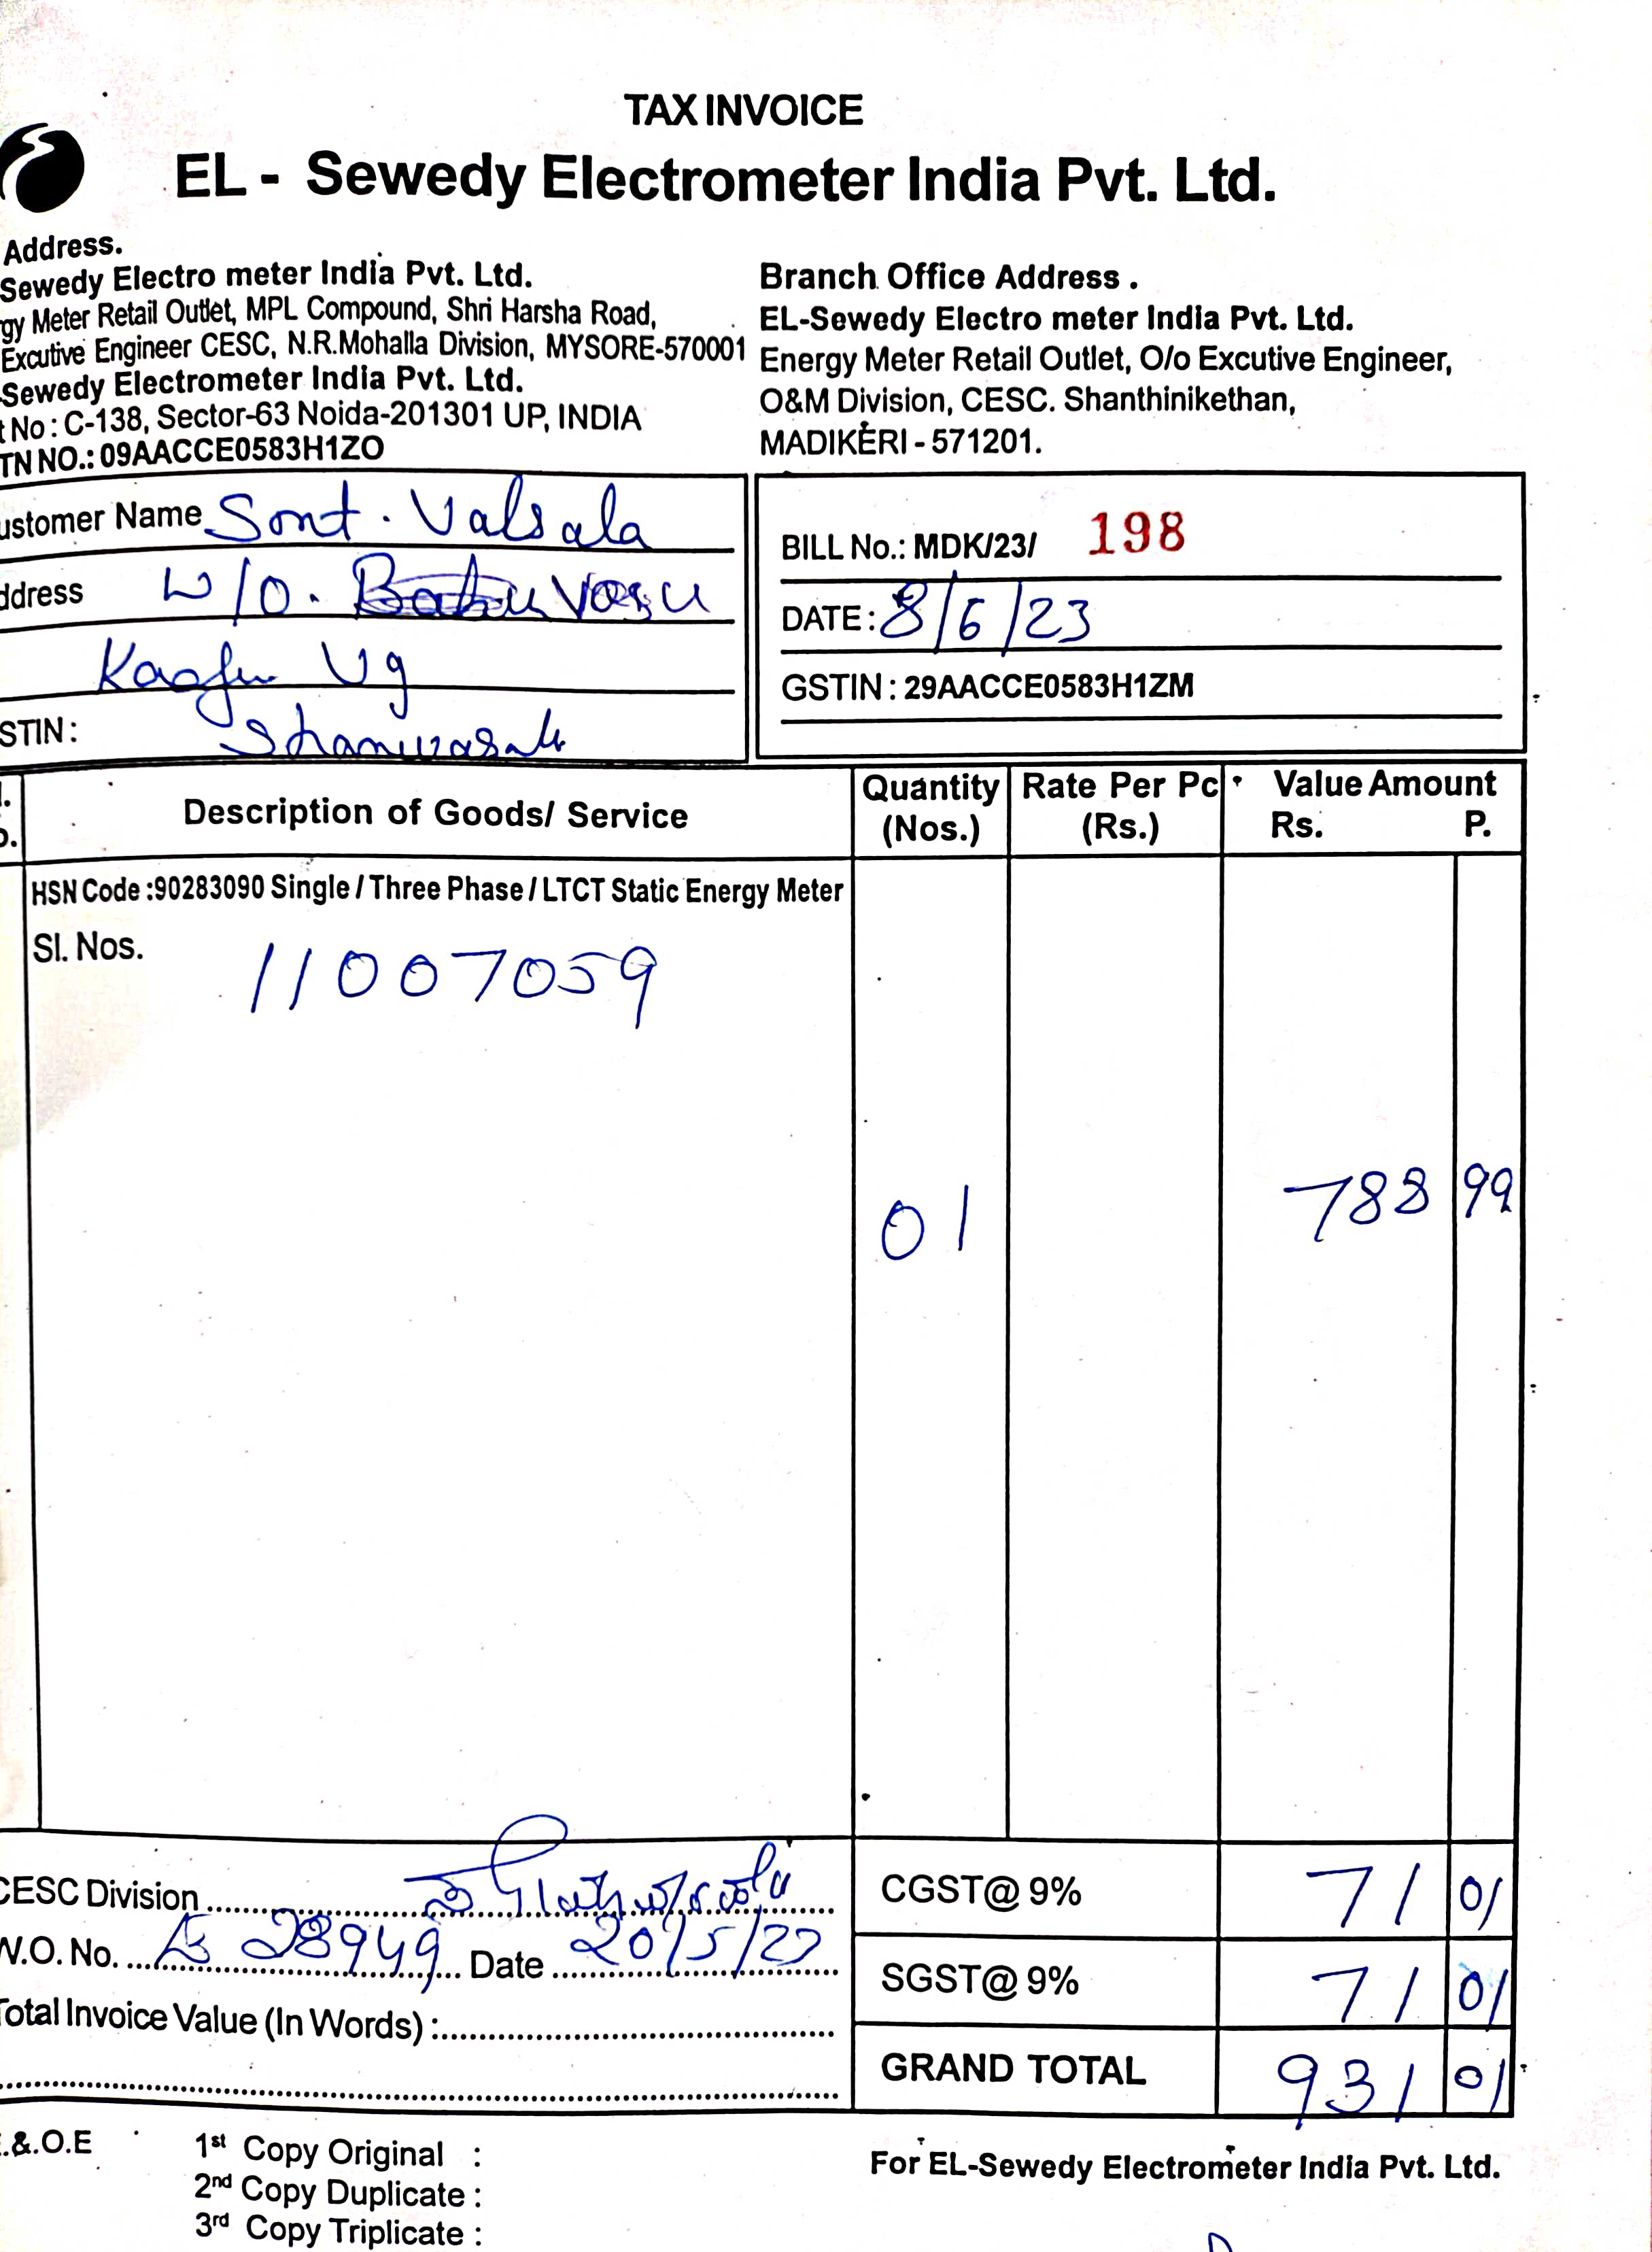 TAX INVOICE
EL - Sewedy Electrometer India Pvt. Ltd.
Address.
Sewedy Electro meter India Pvt. Ltd.
gy Meter Retail Outlet, MPL Compound, Shri Harsha Road,
Excutive Engineer CESC, N.R.Mohalla Division, MYSORE-570001
Sewedy Electrometer India Pvt. Ltd.
t No : C-138, Sector-63 Noida-201301 UP, INDIA
TN NO.: 09AACCE0583H1ZO
Branch Office Address .
EL-Sewedy Electro meter India Pvt. Ltd.
Energy Meter Retail Outlet, O/o Excutive Engineer,
O&M Division, CESC. Shanthinikethan,
MADIKERI - 571201.
ustomer Name Smt. Valsala
ddress W/O. Vasu
Vg
STIN :
BILL No.: MDK/23/ 198
DATE : 8/6/23
GSTIN : 29AACCE0583H1ZM
Description of Goods/ Service
Quantity (Nos.)
Rate Per Pc (Rs.)
Value Amount
Rs. P.
HSN Code :90283090 Single / Three Phase / LTCT Static Energy Meter
Sl. Nos. 11007059
01 788 99
CESC Division
W.O. No. 28949 Date 20/5/23
Total Invoice Value (In Words) :
CGST@ 9% 71 01
SGST@ 9% 71 01
GRAND TOTAL 931 01
.&.O.E
1st Copy Original :
2nd Copy Duplicate :
3rd Copy Triplicate :
For EL-Sewedy Electrometer India Pvt. Ltd.